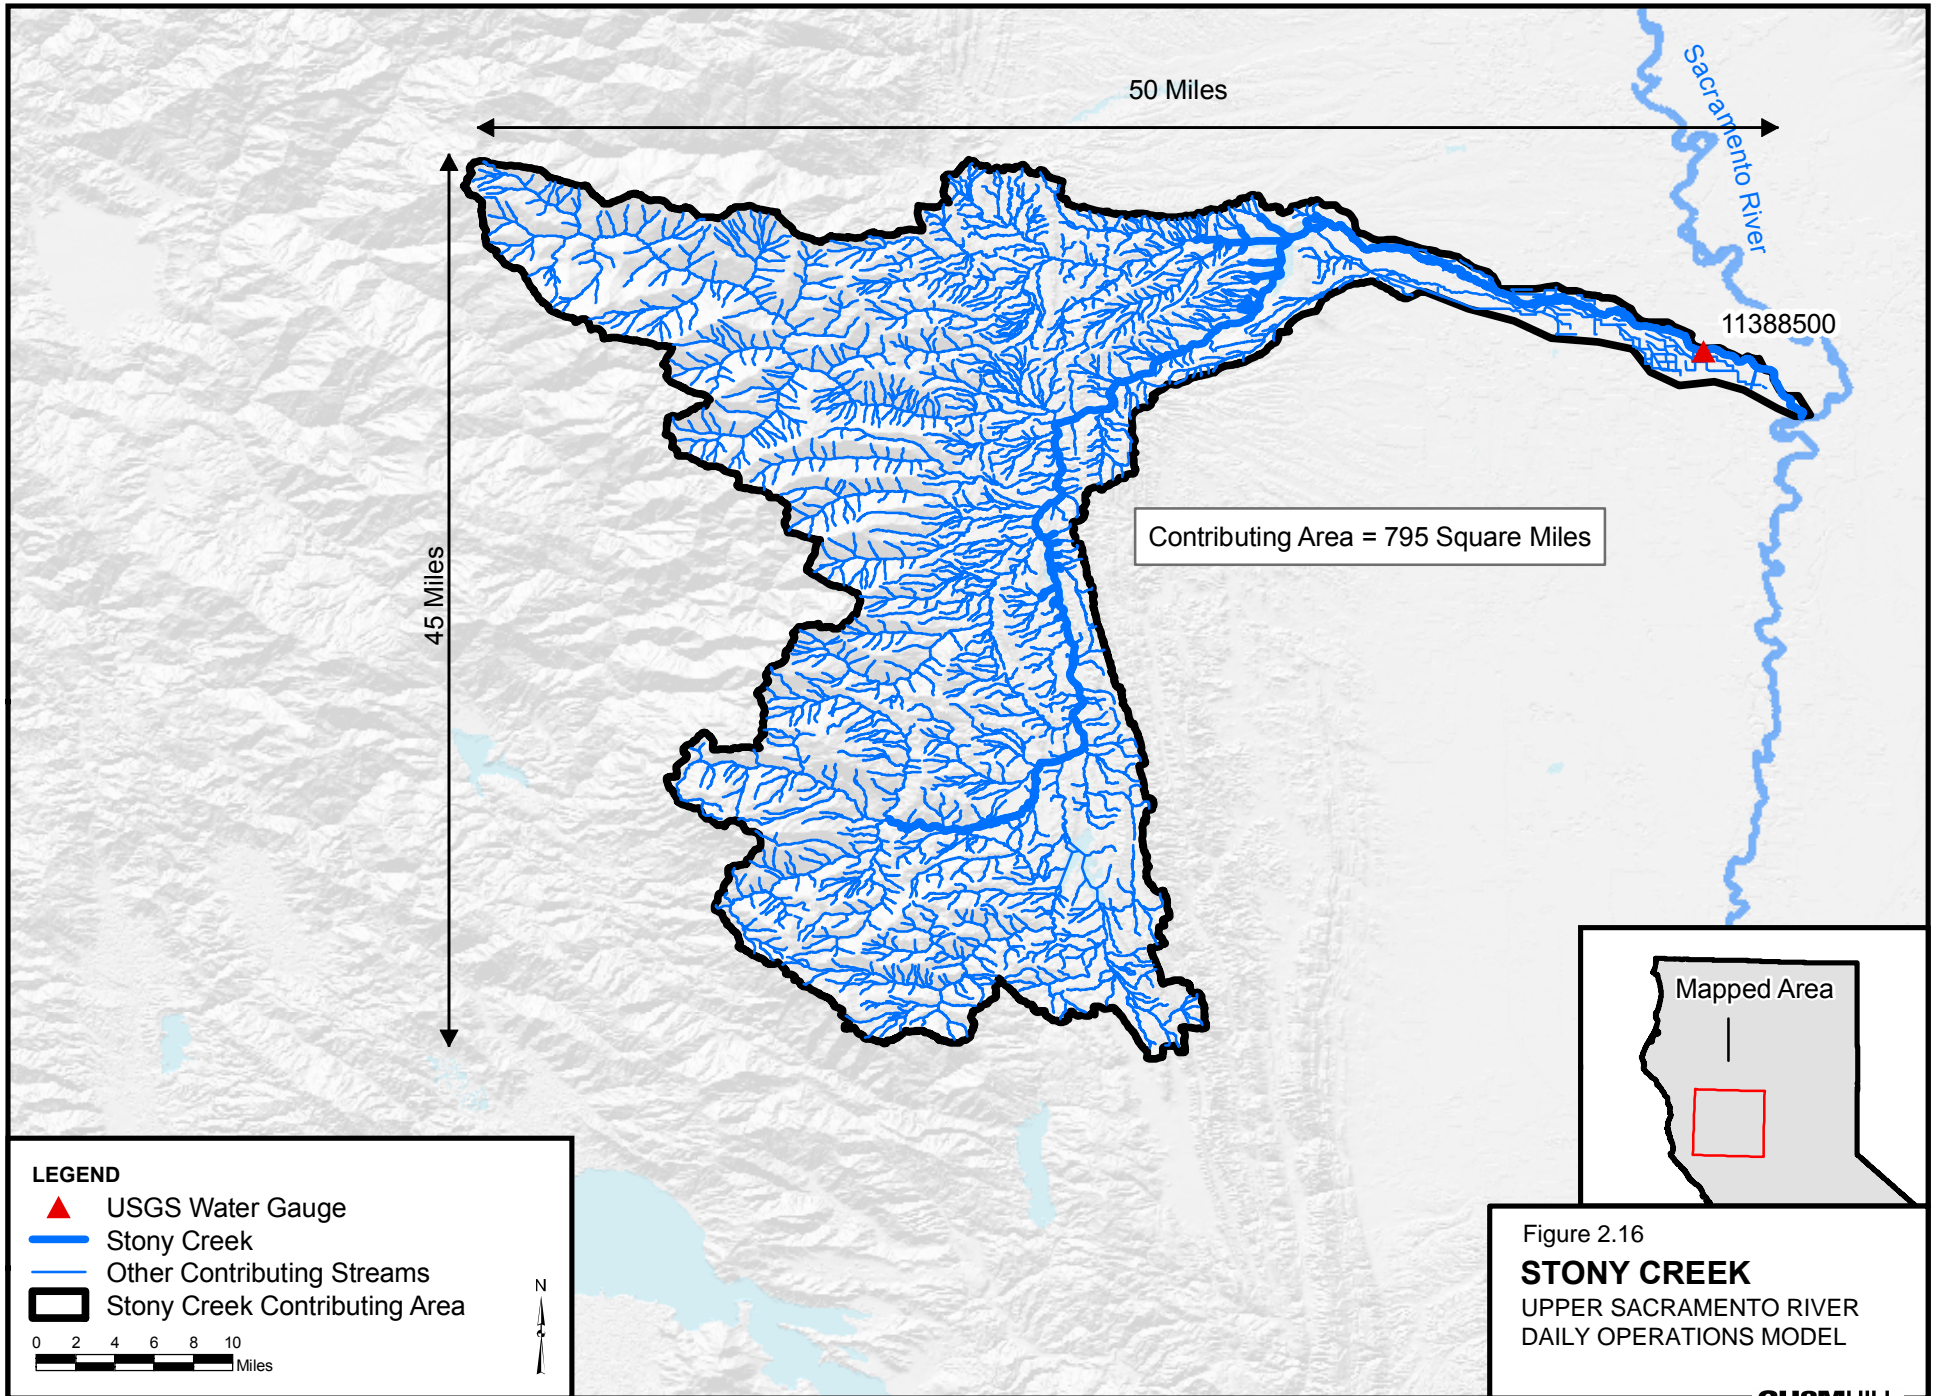 50 Miles
Sacramento River
11388500
Contributing Area = 795 Square Miles
45 Miles
Mapped Area
LEGEND
USGS Water Gauge
Stony Creek
Other Contributing Streams
Stony Creek Contributing Area
0 2 4 6 8 10
Miles
N
Figure 2.16
STONY CREEK
UPPER SACRAMENTO RIVER
DAILY OPERATIONS MODEL